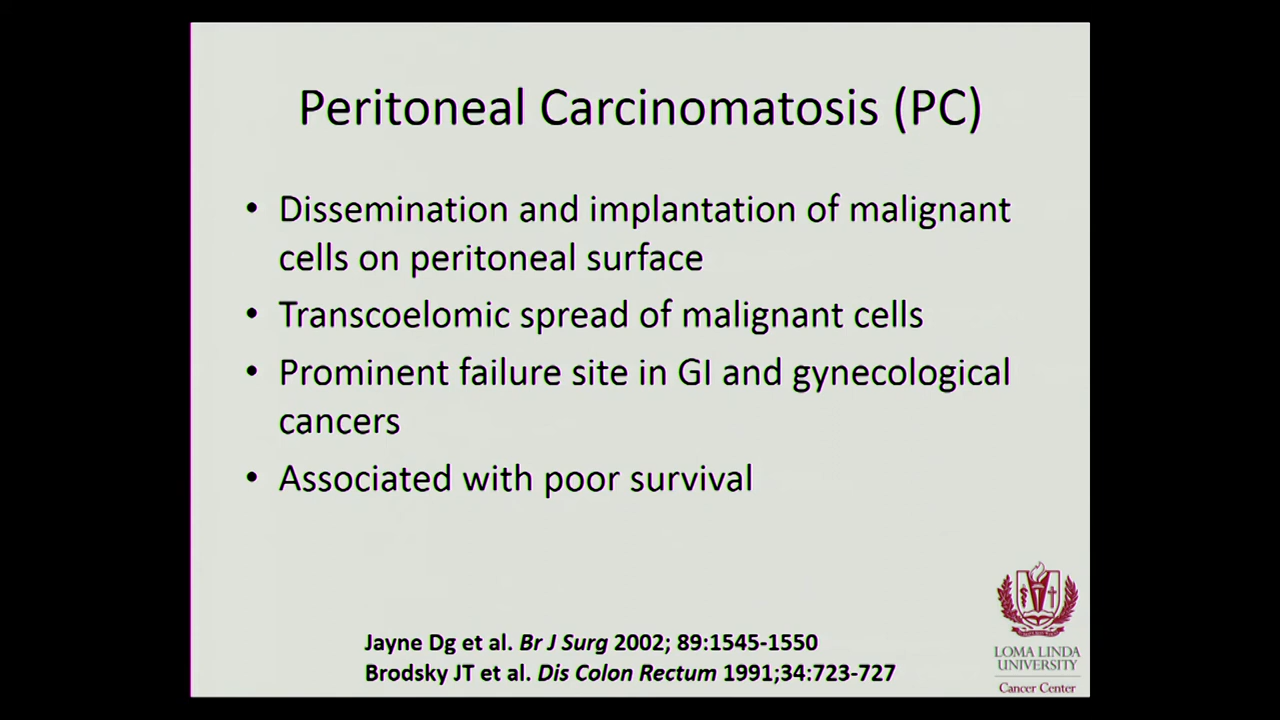 Peritoneal Carcinomatosis (PC)
• Dissemination and implantation of malignant
cells on peritoneal surface
• Transcoelomic spread of malignant cells
• Prominent failure site in GI and gynecological
cancers
• Associated with poor survival
Jayne Dg et al. Br J Surg 2002; 89:1545-1550
Brodsky JT et al. Dis Colon Rectum 1991;34:723-727
LOMA LINDA
UNIVERSITY
Cancer Center